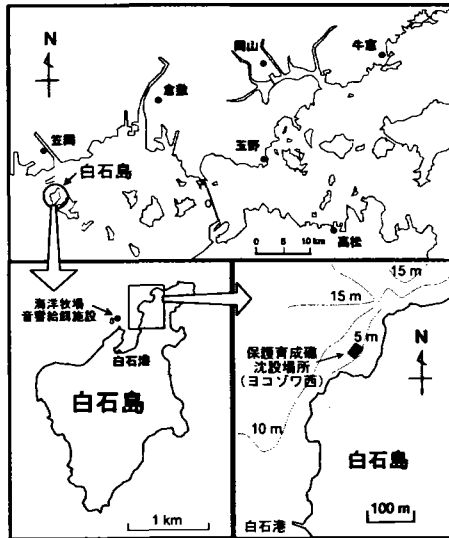 N
岡山
牛窓
倉敷
笠岡
玉野
白石島
0 5 10 km
高松
海洋牧場
音響給餌施設
白石港
白石島
1 km
15 m
15 m
N
保護育成礁
沈設場所
(ヨコゾワ西)
5 m
10 m
白石島
白石港
100 m